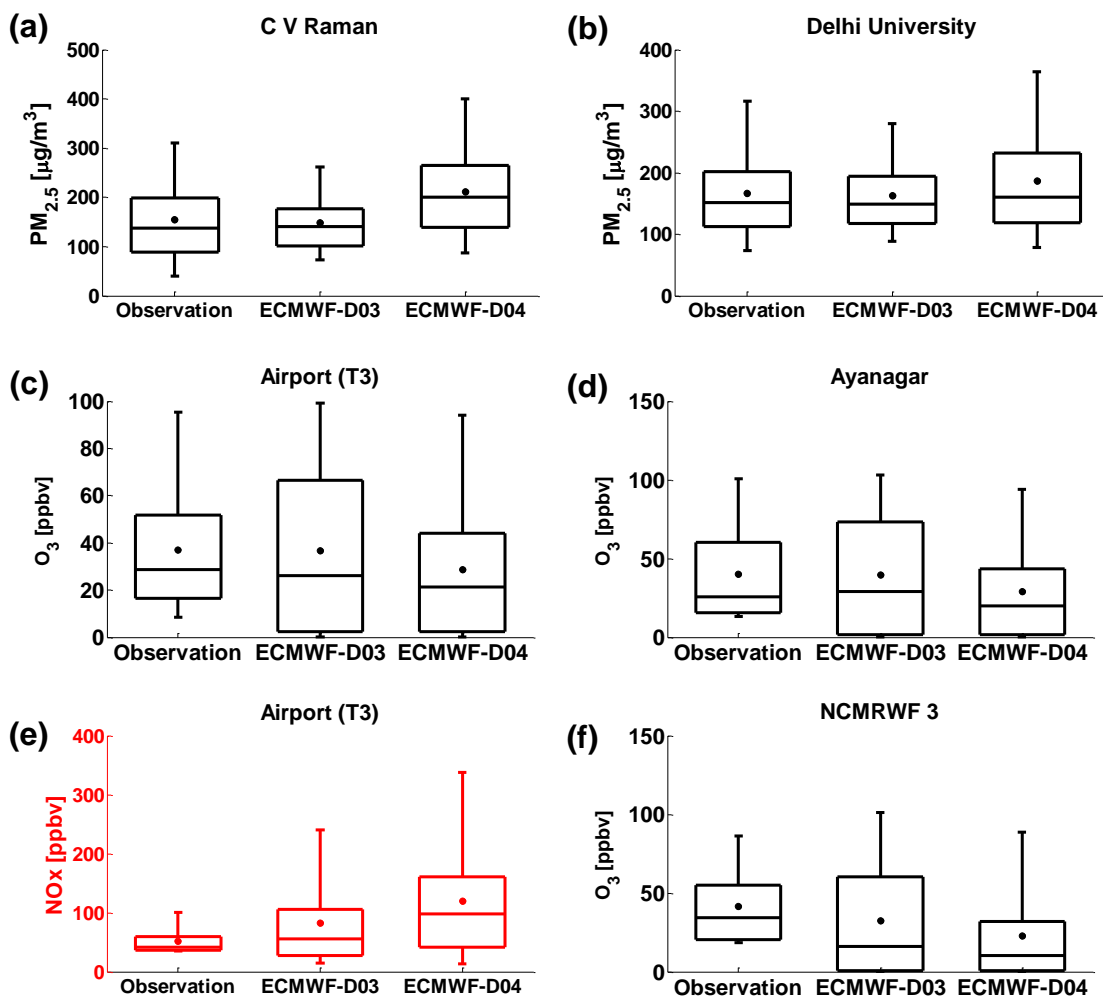 (a)
C V Raman
PM2.5 [µg/m3]
500
400
300
200
100
0
Observation ECMWF-D03 ECMWF-D04
(b)
Delhi University
PM2.5 [µg/m3]
400
300
200
100
0
Observation ECMWF-D03 ECMWF-D04
(c)
Airport (T3)
O3 [ppbv]
100
80
60
40
20
0
Observation ECMWF-D03 ECMWF-D04
(d)
Ayanagar
O3 [ppbv]
150
100
50
0
Observation ECMWF-D03 ECMWF-D04
(e)
Airport (T3)
NOx [ppbv]
400
300
200
100
0
Observation ECMWF-D03 ECMWF-D04
(f)
NCMRWF 3
O3 [ppbv]
150
100
50
0
Observation ECMWF-D03 ECMWF-D04